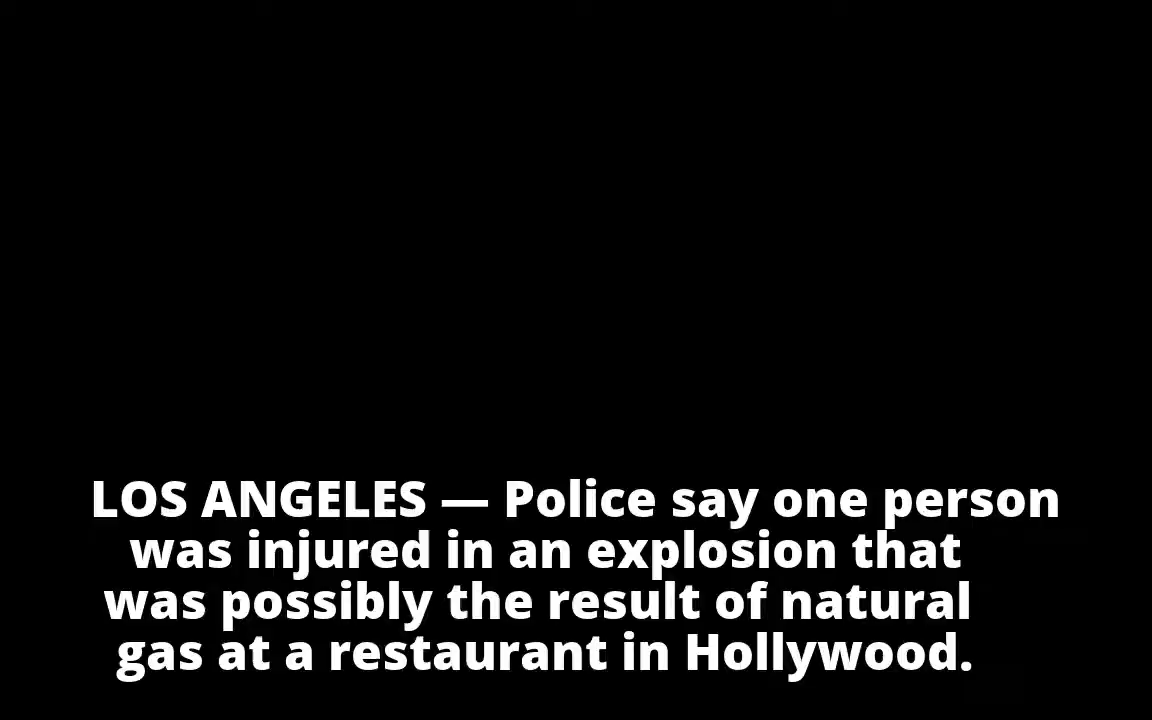 LOS ANGELES — Police say one person
was injured in an explosion that
was possibly the result of natural
gas at a restaurant in Hollywood.